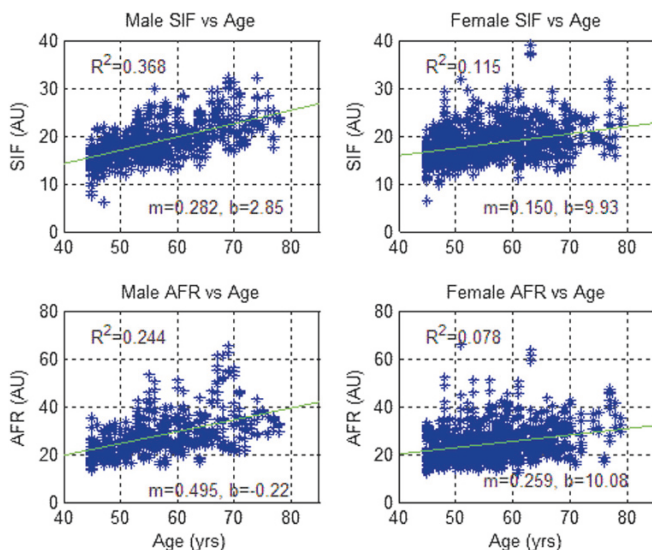 Male SIF vs Age
40
30
20
10
0
SIF (AU)
R²=0.368
m=0.282, b=2.85
40 50 60 70 80
Female SIF vs Age
40
30
20
10
0
SIF (AU)
R²=0.115
m=0.150, b=9.93
40 50 60 70 80
Male AFR vs Age
80
60
40
20
0
AFR (AU)
R²=0.244
m=0.495, b=-0.22
40 50 60 70 80
Age (yrs)
Female AFR vs Age
80
60
40
20
0
AFR (AU)
R²=0.078
m=0.259, b=10.08
40 50 60 70 80
Age (yrs)